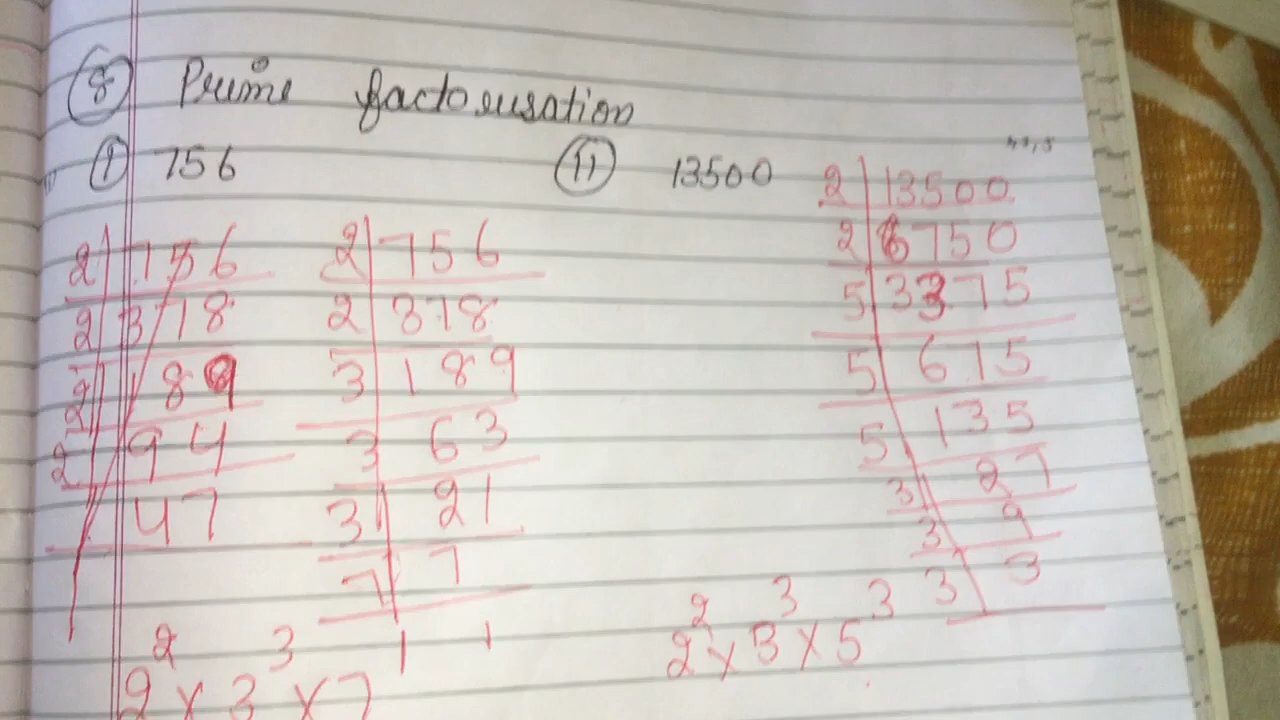 8 Prime factorisation
i 756
ii 13500
2 | 756
2 | 378
2 | 189
2 | 94
47
2 | 756
2 | 378
3 | 189
3 | 63
3 | 21
7 | 7
1
2² × 3³ × 7¹
2 | 13500
2 | 6750
5 | 3375
5 | 675
5 | 135
3 | 27
3 | 9
3 | 3
2² × 3³ × 5³